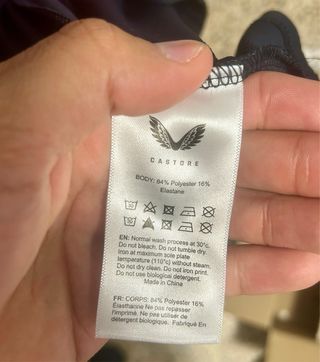 CASTORE
BODY: 84% Polyester 16%
Elastane
EN: Normal wash process at 30°c.
Do not bleach. Do not tumble dry.
Iron at maximum sole plate
temperature (110°c) without steam.
Do not dry clean. Do not iron print.
Do not use biological detergent.
Made in China
FR: CORPS: 84% Polyester 16%
Élasthanne Ne pas repasser
l'imprimé. Ne pas utiliser de
détergent biologique. Fabriqué En